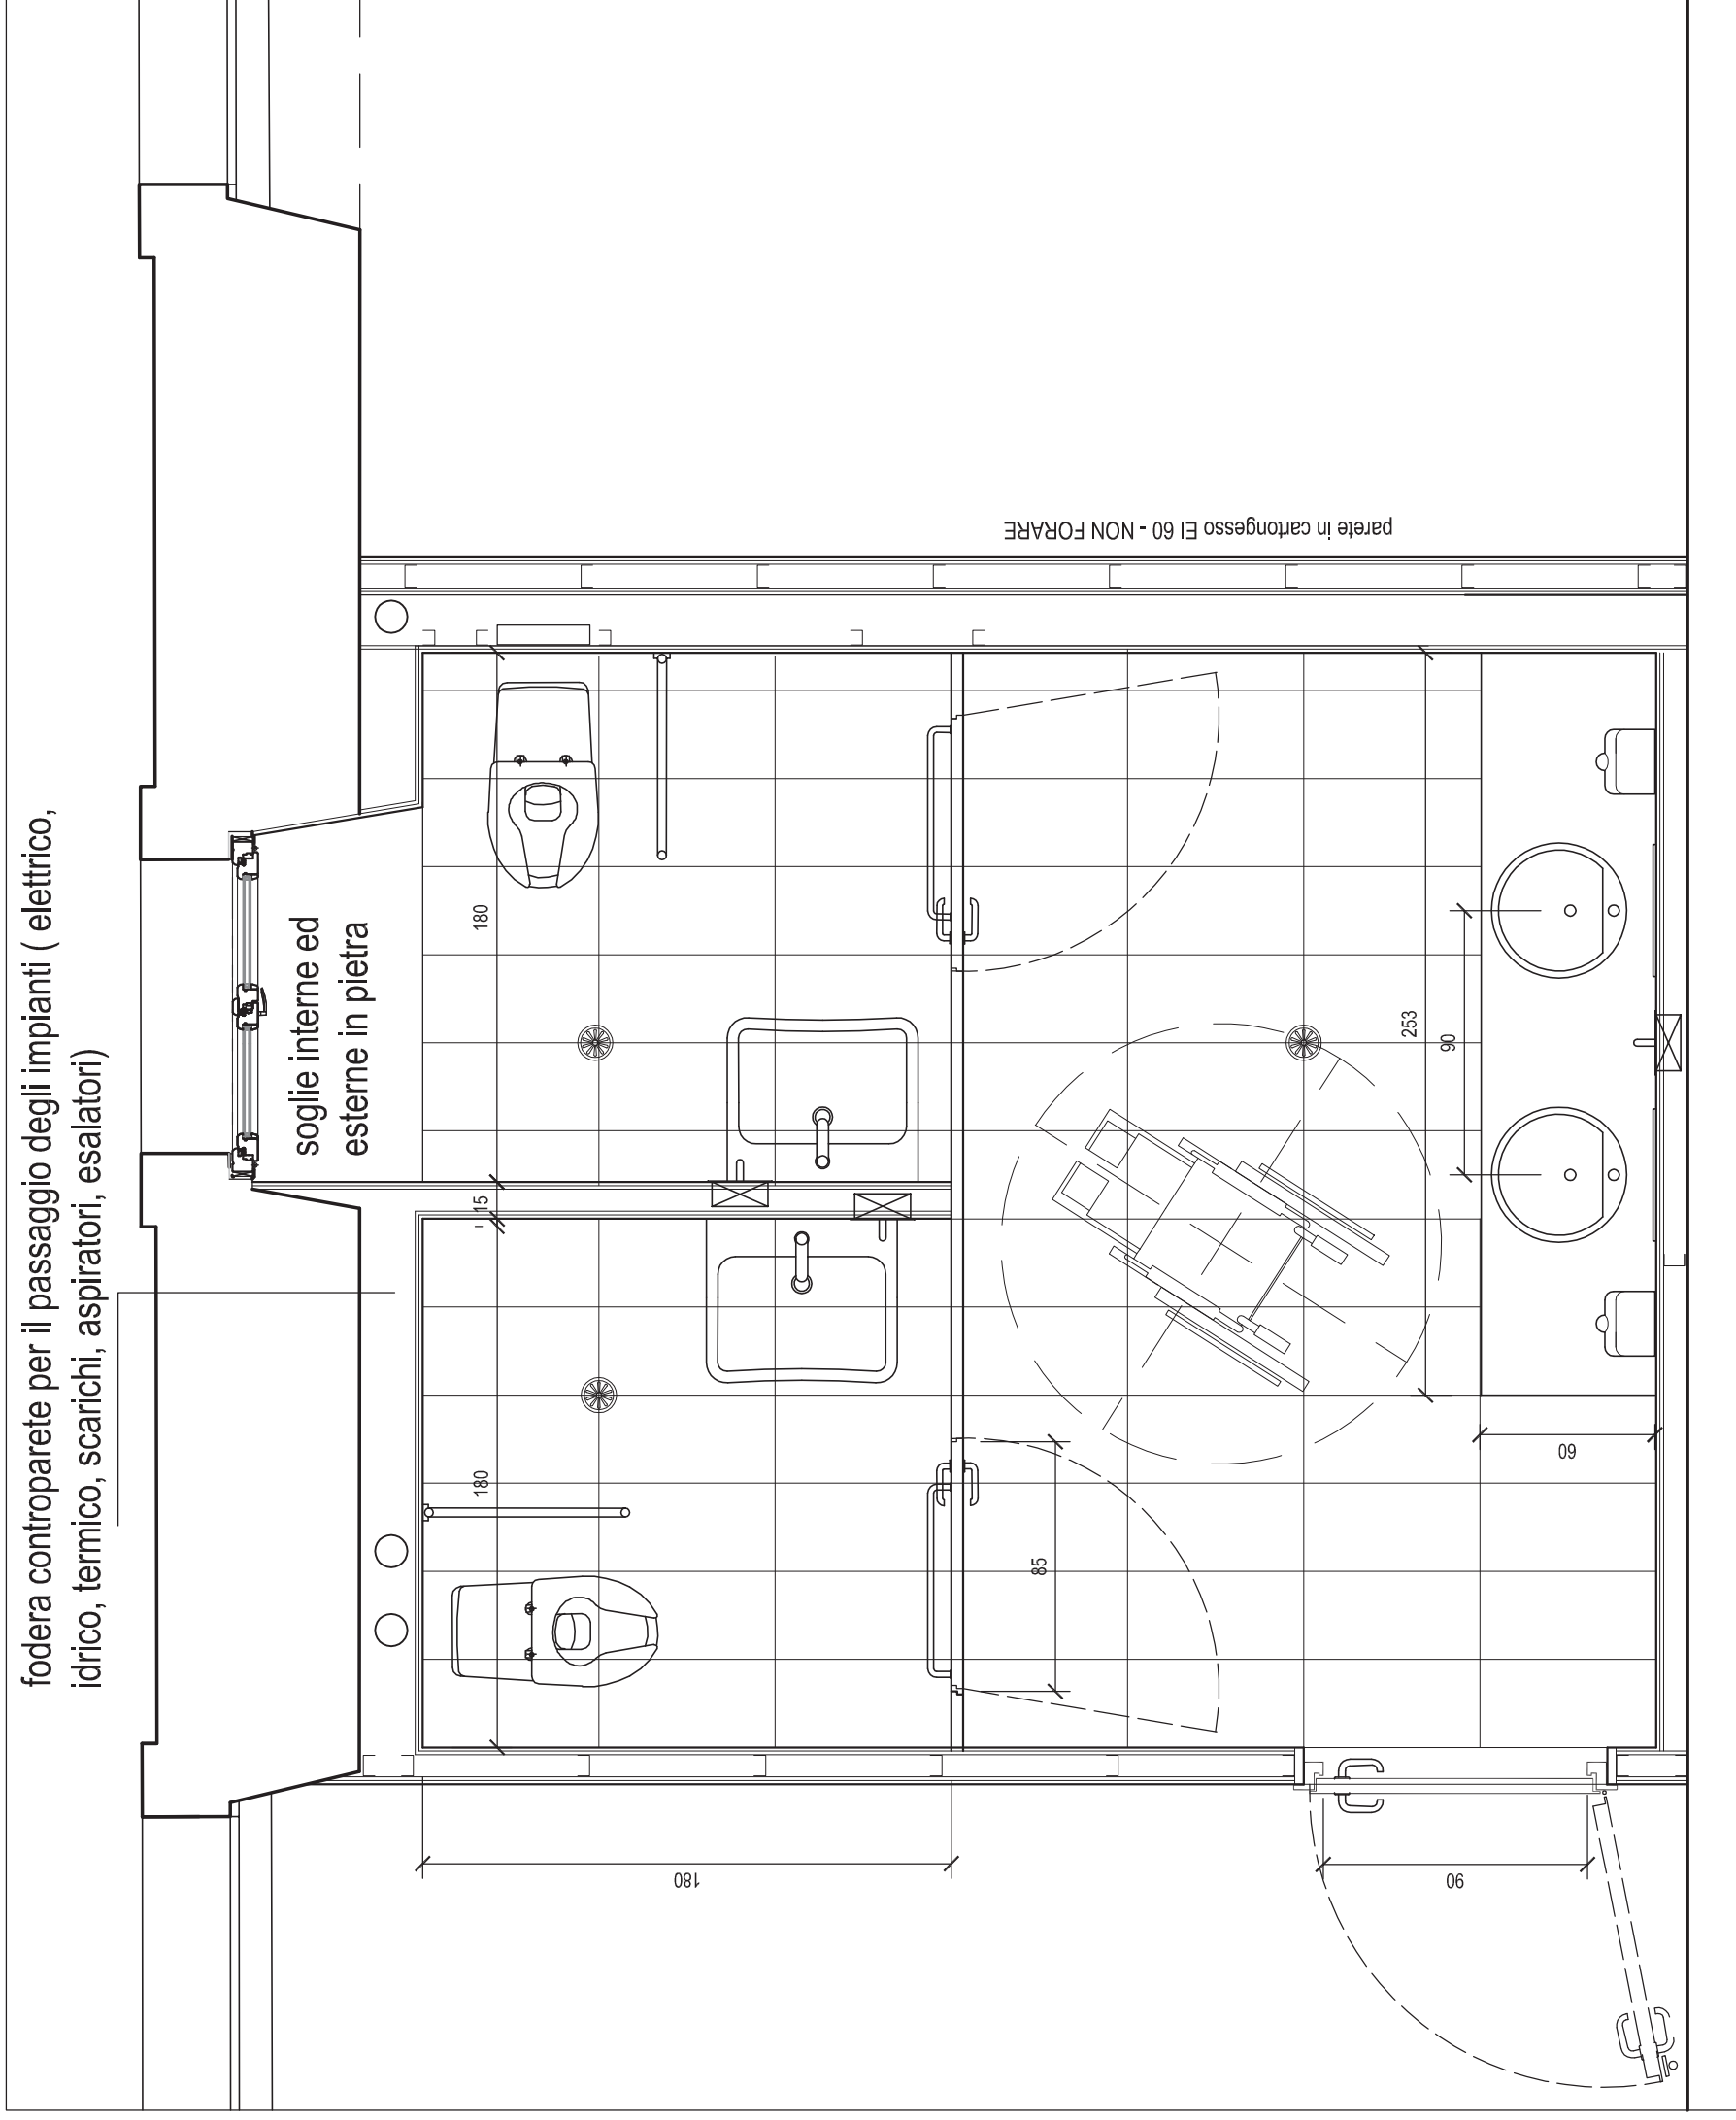 fodera controparete per il passaggio degli impianti ( elettrico,
idrico, termico, scarichi, aspiratori, esalatori)
soglie interne ed
esterne in pietra
parete in cartongesso EI 60 - NON FORARE
180
15
180
253
90
85
60
180
90